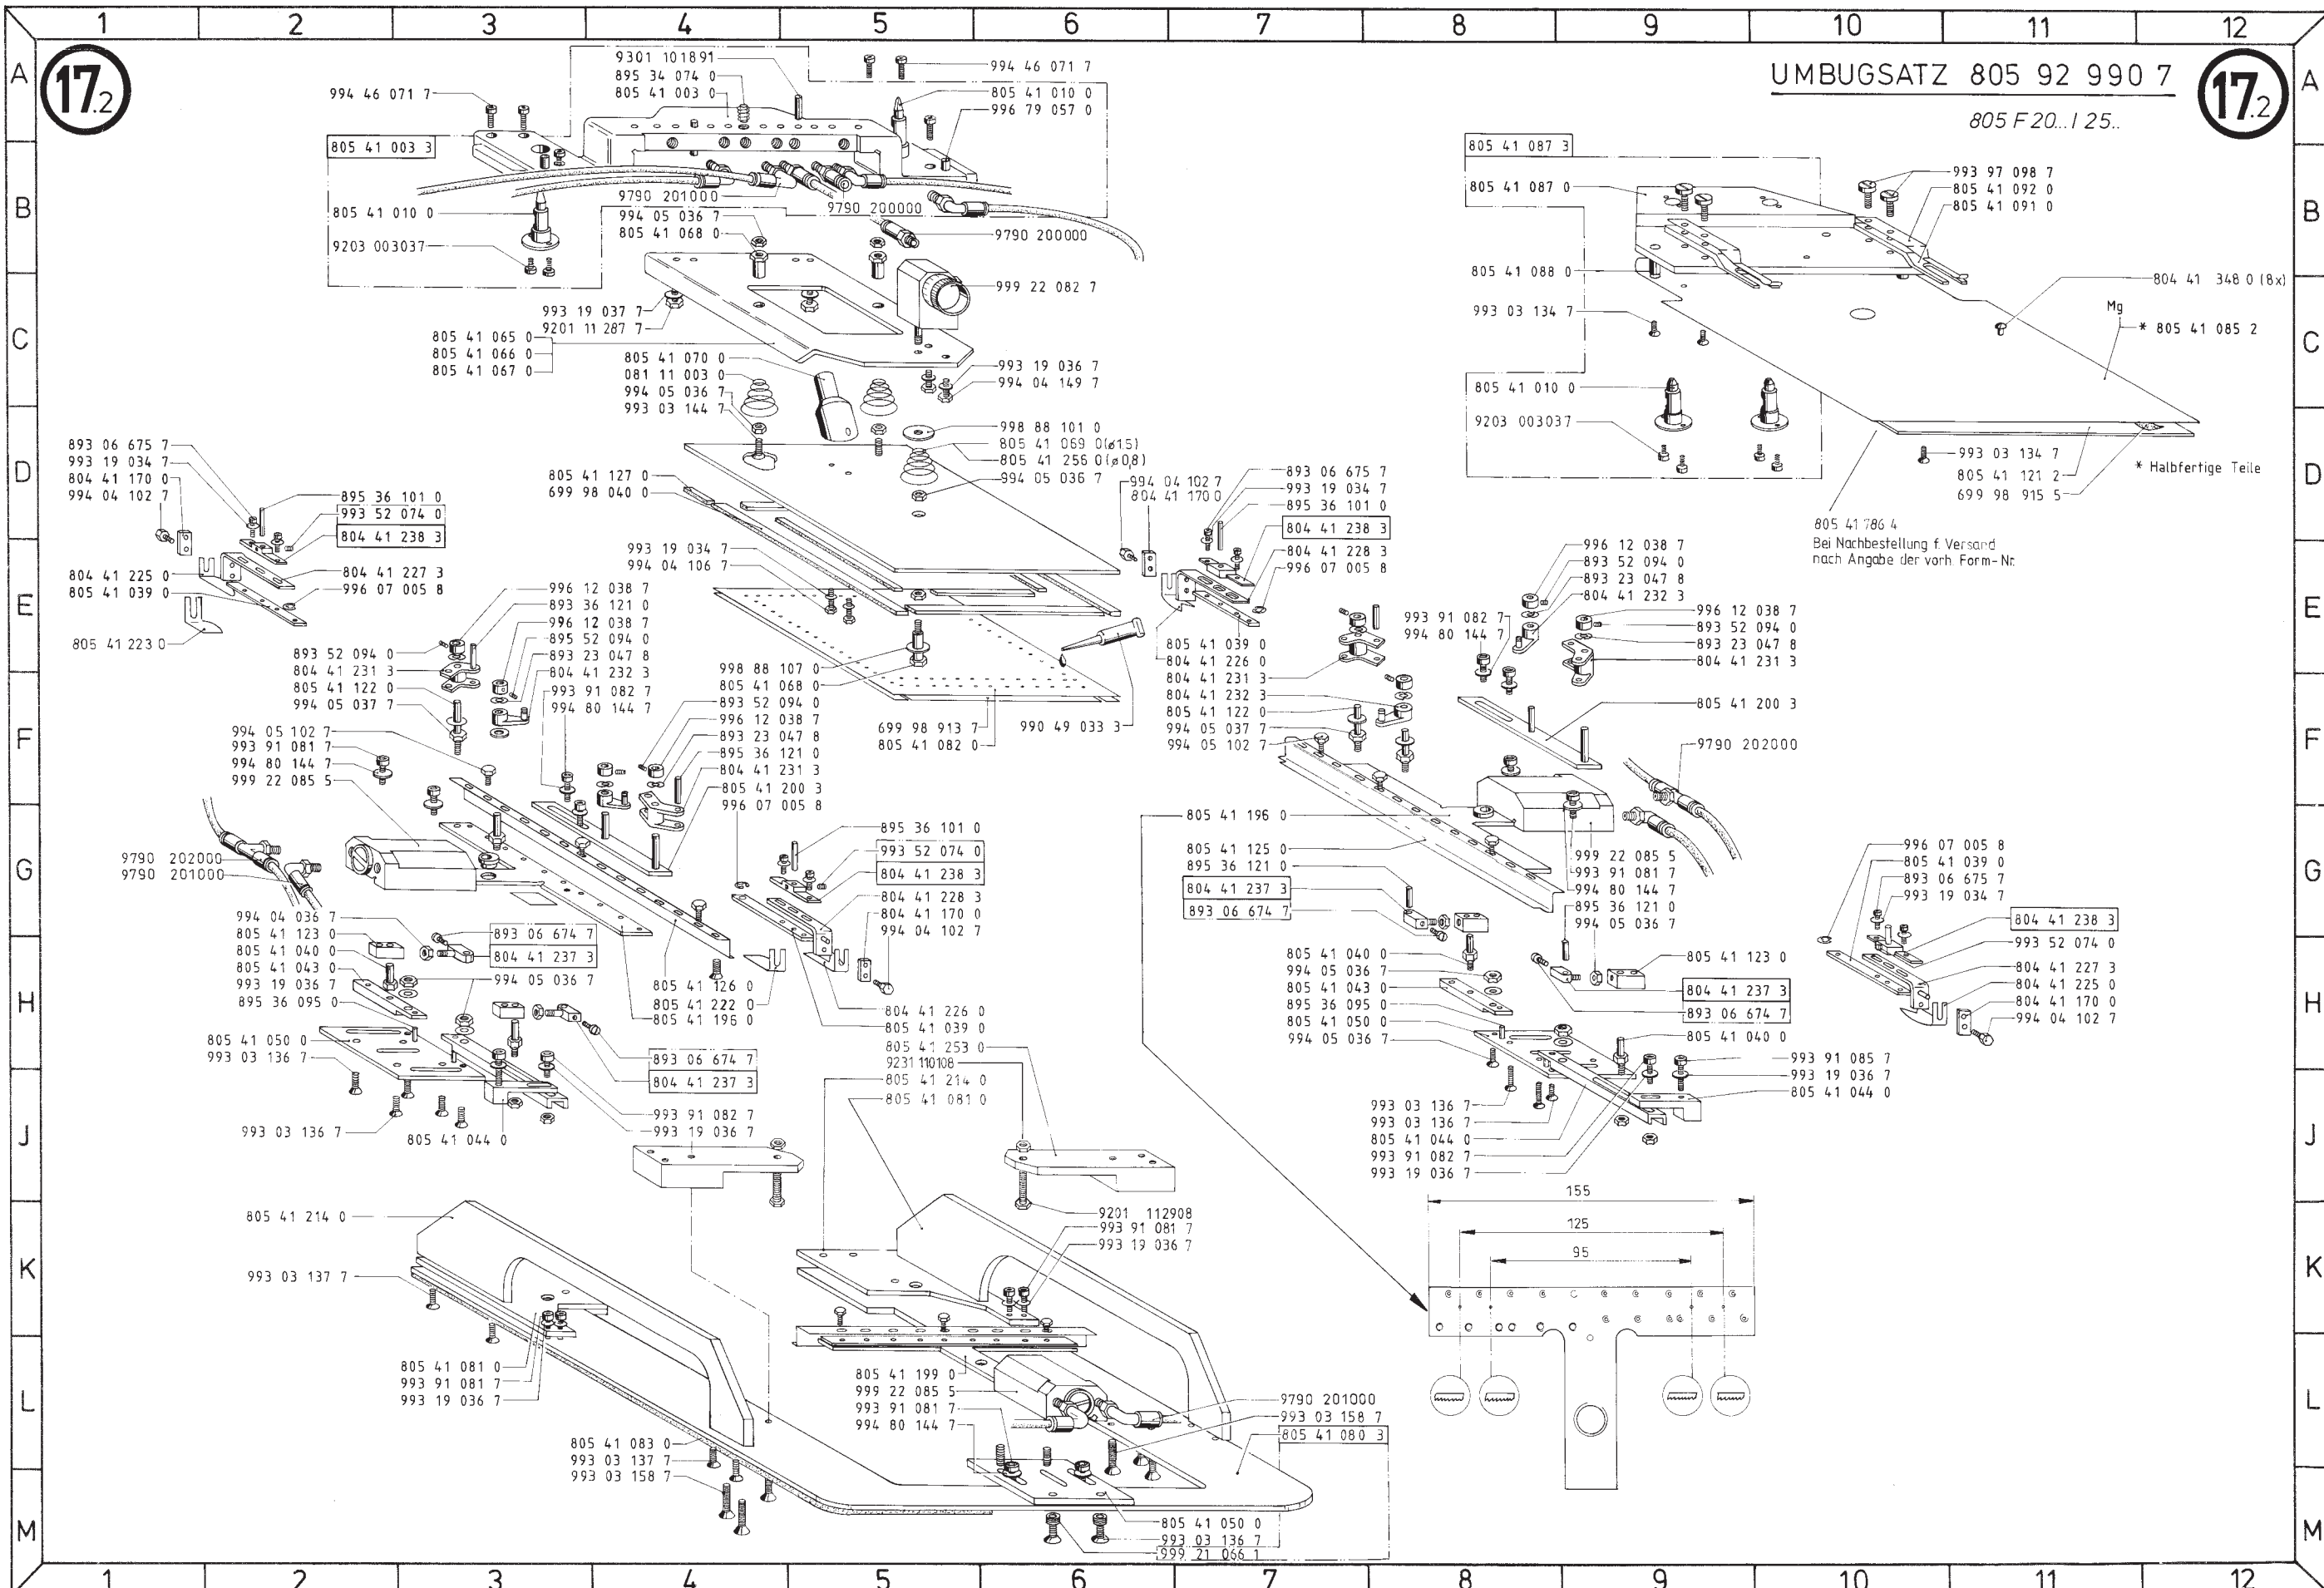 1 2 3 4 5 6 7 8 9 10 11 12
A
17.2
UMBUGSATZ 805 92 990 7
17.2
A
805 F 20...1 25..
9301 101891
895 34 074 0
805 41 003 0
994 46 071 7
994 46 071 7
805 41 010 0
996 79 057 0
805 41 003 3
B
805 41 010 0
9203 003037
9790 201000
9790 200000
994 05 036 7
805 41 068 0
9790 200000
999 22 082 7
993 19 037 7
9201 11 287 7
805 41 065 0
805 41 066 0
805 41 067 0
805 41 070 0
081 11 003 0
994 05 036 7
993 03 144 7
993 19 036 7
994 04 149 7
805 41 087 3
805 41 087 0
993 97 098 7
805 41 092 0
805 41 091 0
B
805 41 088 0
804 41 348 0 (8x)
C
993 03 134 7
Mg
* 805 41 085 2
C
805 41 010 0
9203 003037
998 88 101 0
805 41 069 0 (ø1,5)
805 41 256 0 (ø0,8)
994 05 036 7
D
893 06 675 7
993 19 034 7
804 41 170 0
994 04 102 7
895 36 101 0
993 52 074 0
804 41 238 3
805 41 127 0
699 98 040 0
994 04 102 7
804 41 170 0
893 06 675 7
993 19 034 7
895 36 101 0
804 41 238 3
804 41 228 3
996 07 005 8
993 03 134 7
805 41 121 2
699 98 915 5
* Halbfertige Teile
D
805 41 786 4
Bei Nachbestellung f. Versand
nach Angabe der vorh. Form-Nr.
E
804 41 225 0
805 41 039 0
805 41 223 0
804 41 227 3
996 07 005 8
993 19 034 7
994 04 106 7
996 12 038 7
893 36 121 0
996 12 038 7
895 52 094 0
893 23 047 8
804 41 232 3
993 91 082 7
994 80 144 7
893 52 094 0
804 41 231 3
805 41 122 0
994 05 037 7
998 88 107 0
805 41 068 0
699 98 913 7
805 41 082 0
990 49 033 3
805 41 039 0
804 41 226 0
804 41 231 3
804 41 232 3
805 41 122 0
994 05 037 7
994 05 102 7
993 91 082 7
994 80 144 7
996 12 038 7
893 52 094 0
893 23 047 8
804 41 232 3
996 12 038 7
893 52 094 0
893 23 047 8
804 41 231 3
E
F
994 05 102 7
993 91 081 7
994 80 144 7
999 22 085 5
893 52 094 0
996 12 038 7
893 23 047 8
895 36 121 0
804 41 231 3
805 41 200 3
996 07 005 8
805 41 200 3
9790 202000
F
G
9790 202000
9790 201000
895 36 101 0
993 52 074 0
804 41 238 3
804 41 228 3
804 41 170 0
994 04 102 7
805 41 196 0
805 41 125 0
895 36 121 0
804 41 237 3
893 06 674 7
999 22 085 5
993 91 081 7
994 80 144 7
895 36 121 0
994 05 036 7
996 07 005 8
805 41 039 0
893 06 675 7
993 19 034 7
804 41 238 3
993 52 074 0
804 41 227 3
804 41 225 0
804 41 170 0
994 04 102 7
G
H
994 04 036 7
805 41 123 0
805 41 040 0
805 41 043 0
993 19 036 7
895 36 095 0
805 41 050 0
993 03 136 7
893 06 674 7
804 41 237 3
994 05 036 7
805 41 126 0
805 41 222 0
805 41 196 0
893 06 674 7
804 41 237 3
804 41 226 0
805 41 039 0
805 41 253 0
9231 110108
805 41 214 0
805 41 081 0
805 41 040 0
994 05 036 7
805 41 043 0
895 36 095 0
805 41 050 0
994 05 036 7
805 41 123 0
804 41 237 3
893 06 674 7
805 41 040 0
993 91 085 7
993 19 036 7
805 41 044 0
H
J
993 03 136 7
805 41 044 0
993 91 082 7
993 19 036 7
993 03 136 7
993 03 136 7
805 41 044 0
993 91 082 7
993 19 036 7
J
K
805 41 214 0
993 03 137 7
9201 112908
993 91 081 7
993 19 036 7
155
125
95
K
L
805 41 081 0
993 91 081 7
993 19 036 7
805 41 083 0
993 03 137 7
993 03 158 7
805 41 199 0
999 22 085 5
993 91 081 7
994 80 144 7
9790 201000
993 03 158 7
805 41 080 3
L
M
805 41 050 0
993 03 136 7
999 21 066 1
M
1 2 3 4 5 6 7 8 9 10 11 12